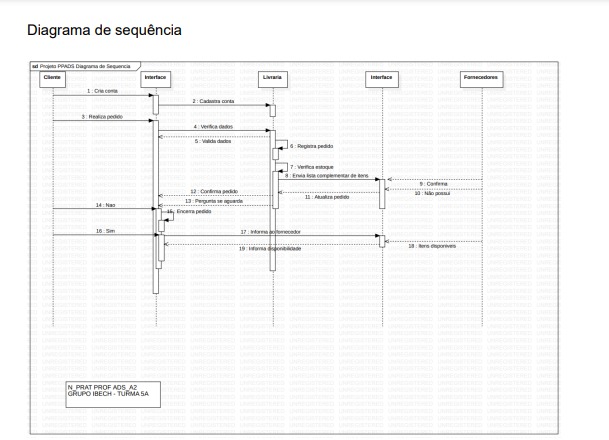 Diagrama de sequência
sd Projeto PPADS Diagrama de Sequencia
Cliente
Interface
Livraria
Interface
Fornecedores
1 : Cria conta
2 : Cadastra conta
3 : Realiza pedido
4 : Verifica dados
5 : Valida dados
6 : Registra pedido
7 : Verifica estoque
8 : Envia lista complementar de itens
9 : Confirma
10 : Não possui
11 : Atualiza pedido
12 : Confirma pedido
13 : Pergunta se aguarda
14 : Nao
15 : Encerra pedido
16 : Sim
17 : Informa ao fornecedor
18 : itens disponiveis
19 : Informa disponibilidade
N_PRAT PROF ADS_A2
GRUPO IBECH - TURMA 5A